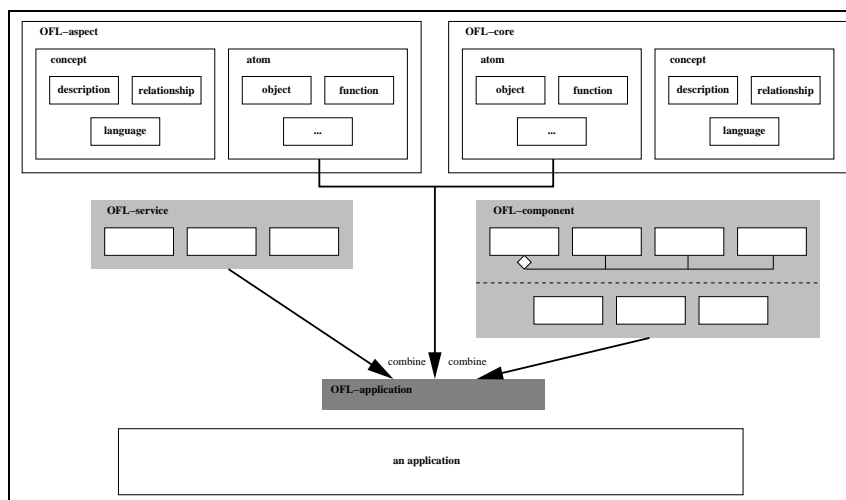 OFL-aspect
concept
description
relationship
language
atom
object
function
...
OFL-core
atom
object
function
...
concept
description
relationship
language
OFL-service
OFL-component
combine
combine
OFL-application
an application